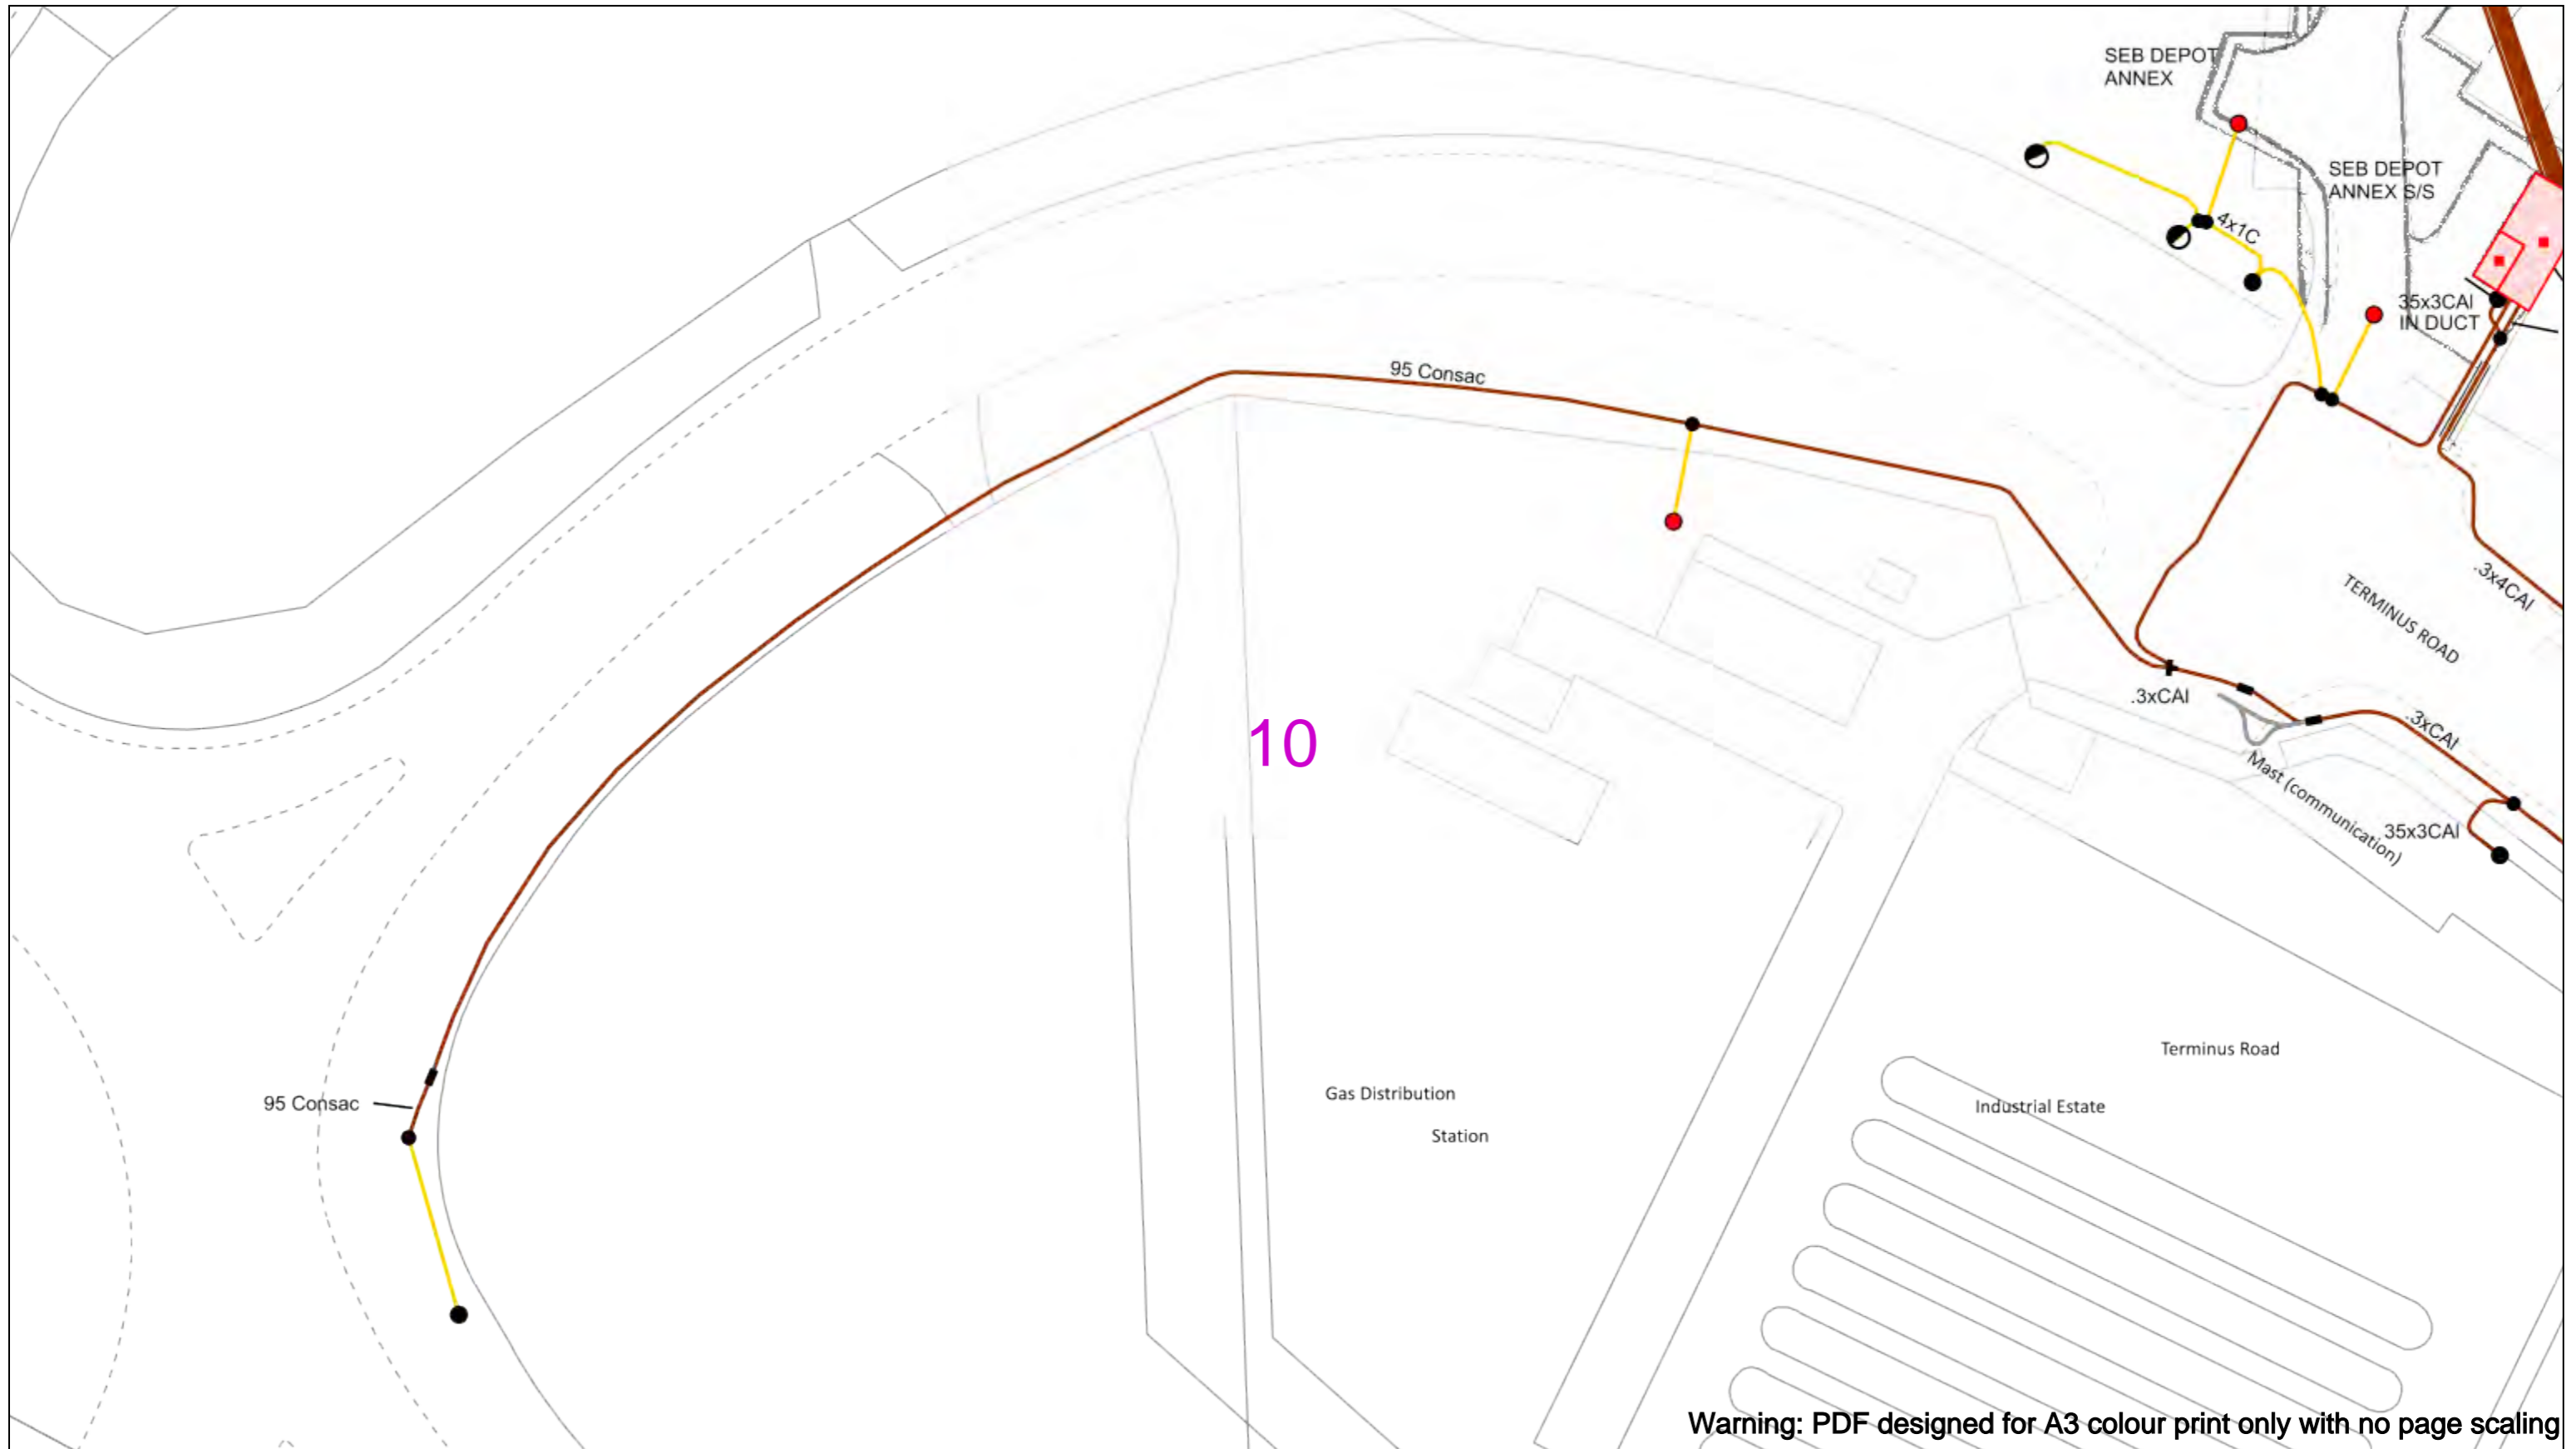 SEB DEPOT
ANNEX
SEB DEPOT
ANNEX S/S
4x1C
35x3CAI
IN DUCT
95 Consac
.3x4CAI
TERMINUS ROAD
.3xCAI
.3xCAI
10
Mast (communication)
35x3CAI
Terminus Road
Industrial Estate
Gas Distribution
Station
95 Consac
Warning: PDF designed for A3 colour print only with no page scaling